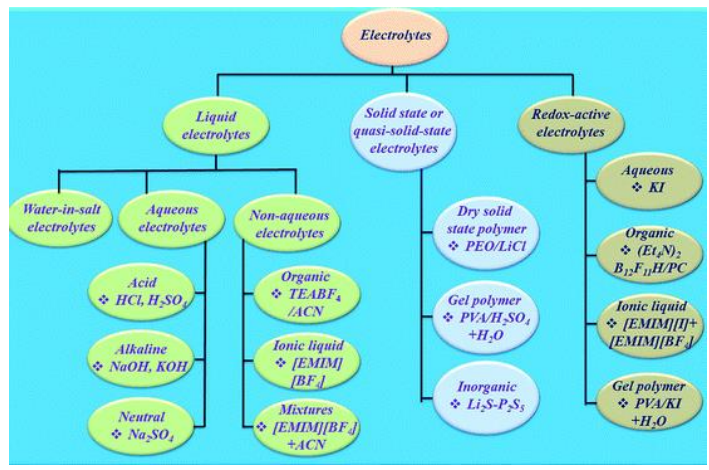 Electrolytes
Liquid
electrolytes
Solid state or
quasi-solid-state
electrolytes
Redox-active
electrolytes
Water-in-salt
electrolytes
Aqueous
electrolytes
Non-aqueous
electrolytes
Acid
❖ HCl, H₂SO₄
Alkaline
❖ NaOH, KOH
Neutral
❖ Na₂SO₄
Organic
❖ TEABF₄
/ACN
Ionic liquid
❖ [EMIM]
[BF₄]
Mixtures
❖ [EMIM][BF₄]
+ACN
Dry solid
state polymer
❖ PEO/LiCl
Gel polymer
❖ PVA/H₂SO₄
+H₂O
Inorganic
❖ Li₂S-P₂S₅
Aqueous
❖ KI
Organic
❖ (Et₄N)₂
B₁₂F₁₁H/PC
Ionic liquid
❖ [EMIM][I]+
[EMIM][BF₄]
Gel polymer
❖ PVA/KI
+H₂O